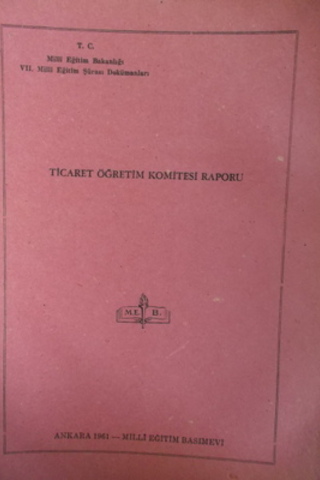 T. C.
Milli Eğitim Bakanlığı
VII. Milli Eğitim Şûrası Dokümanları
TİCARET ÖĞRETİM KOMİTESİ RAPORU
M.E. B.
ANKARA 1961 — MİLLÎ EĞİTİM BASIMEVİ